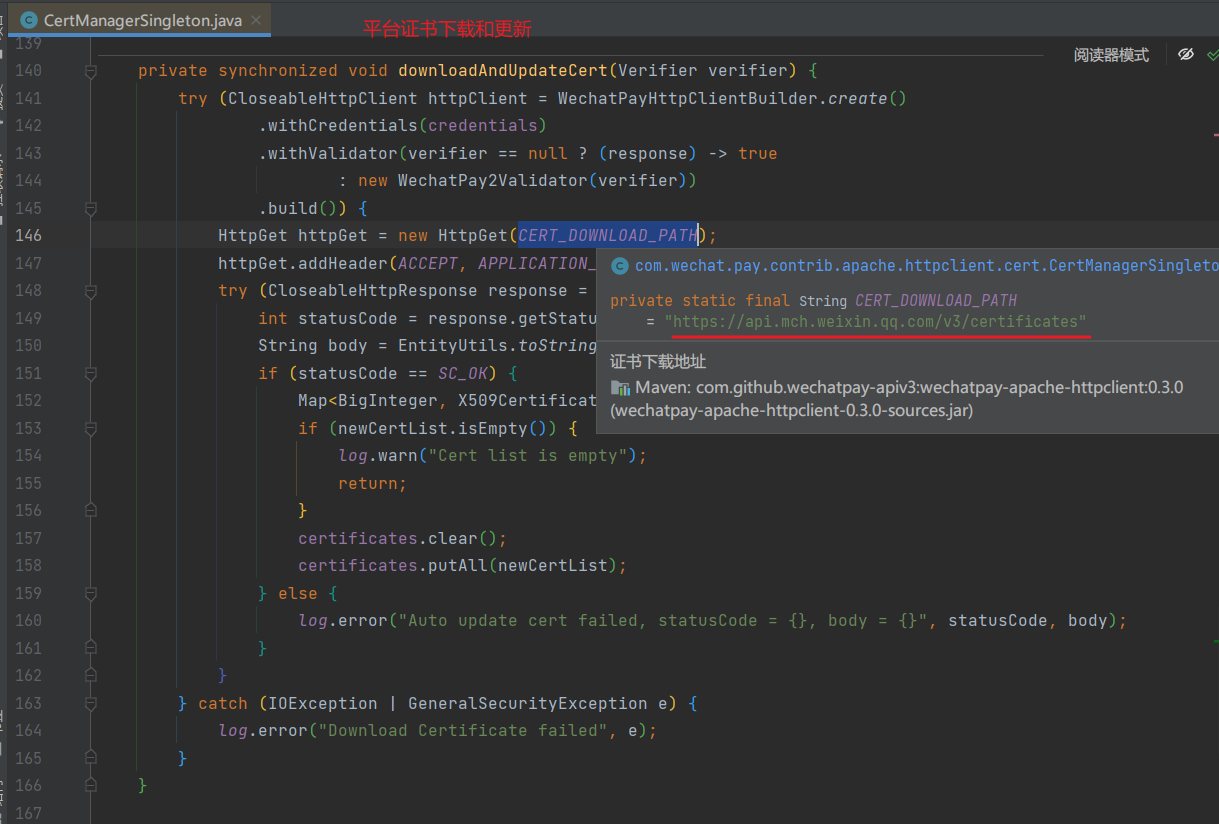 CertManagerSingleton.java
平台证书下载和更新
阅读器模式
139
140 private synchronized void downloadAndUpdateCert(Verifier verifier) {
141 try (CloseableHttpClient httpClient = WechatPayHttpClientBuilder.create()
142 .withCredentials(credentials)
143 .withValidator(verifier == null ? (response) -> true
144 : new WechatPay2Validator(verifier))
145 .build()) {
146 HttpGet httpGet = new HttpGet(CERT_DOWNLOAD_PATH);
147 httpGet.addHeader(ACCEPT, APPLICATION_
148 try (CloseableHttpResponse response =
149 int statusCode = response.getStatu
150 String body = EntityUtils.toString
151 if (statusCode == SC_OK) {
152 Map<BigInteger, X509Certificat
153 if (newCertList.isEmpty()) {
154 log.warn("Cert list is empty");
155 return;
156 }
157 certificates.clear();
158 certificates.putAll(newCertList);
159 } else {
160 log.error("Auto update cert failed, statusCode = {}, body = {}", statusCode, body);
161 }
162 }
163 } catch (IOException | GeneralSecurityException e) {
164 log.error("Download Certificate failed", e);
165 }
166 }
167
com.wechat.pay.contrib.apache.httpclient.cert.CertManagerSingleto
private static final String CERT_DOWNLOAD_PATH
= "https://api.mch.weixin.qq.com/v3/certificates"
证书下载地址
Maven: com.github.wechatpay-apiv3:wechatpay-apache-httpclient:0.3.0
(wechatpay-apache-httpclient-0.3.0-sources.jar)